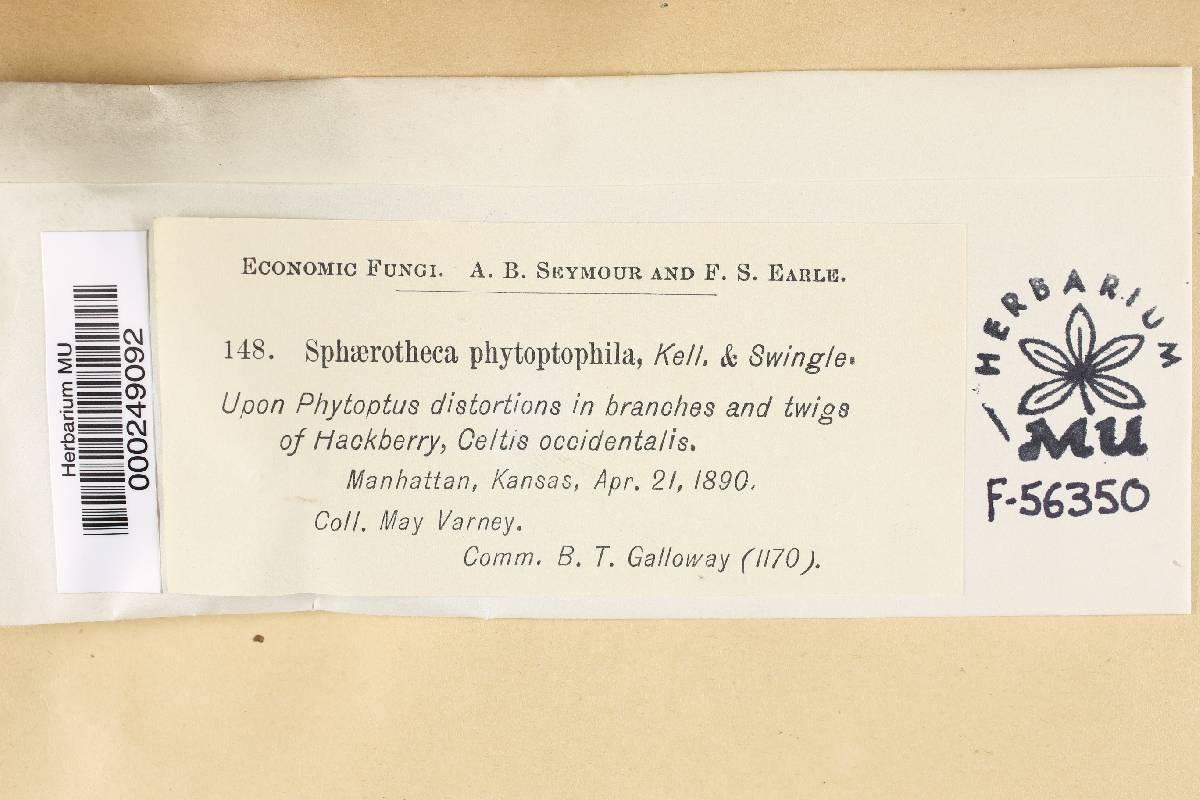 Herbarium MU
000249092
ECONOMIC FUNGI. A. B. SEYMOUR AND F. S. EARLE.
148. Sphærotheca phytoptophila, Kell. & Swingle.
Upon Phytoptus distortions in branches and twigs
of Hackberry, Celtis occidentalis.
Manhattan, Kansas, Apr. 21, 1890.
Coll. May Varney.
Comm. B. T. Galloway (1170).
HERBARIUM
MU
F-56350